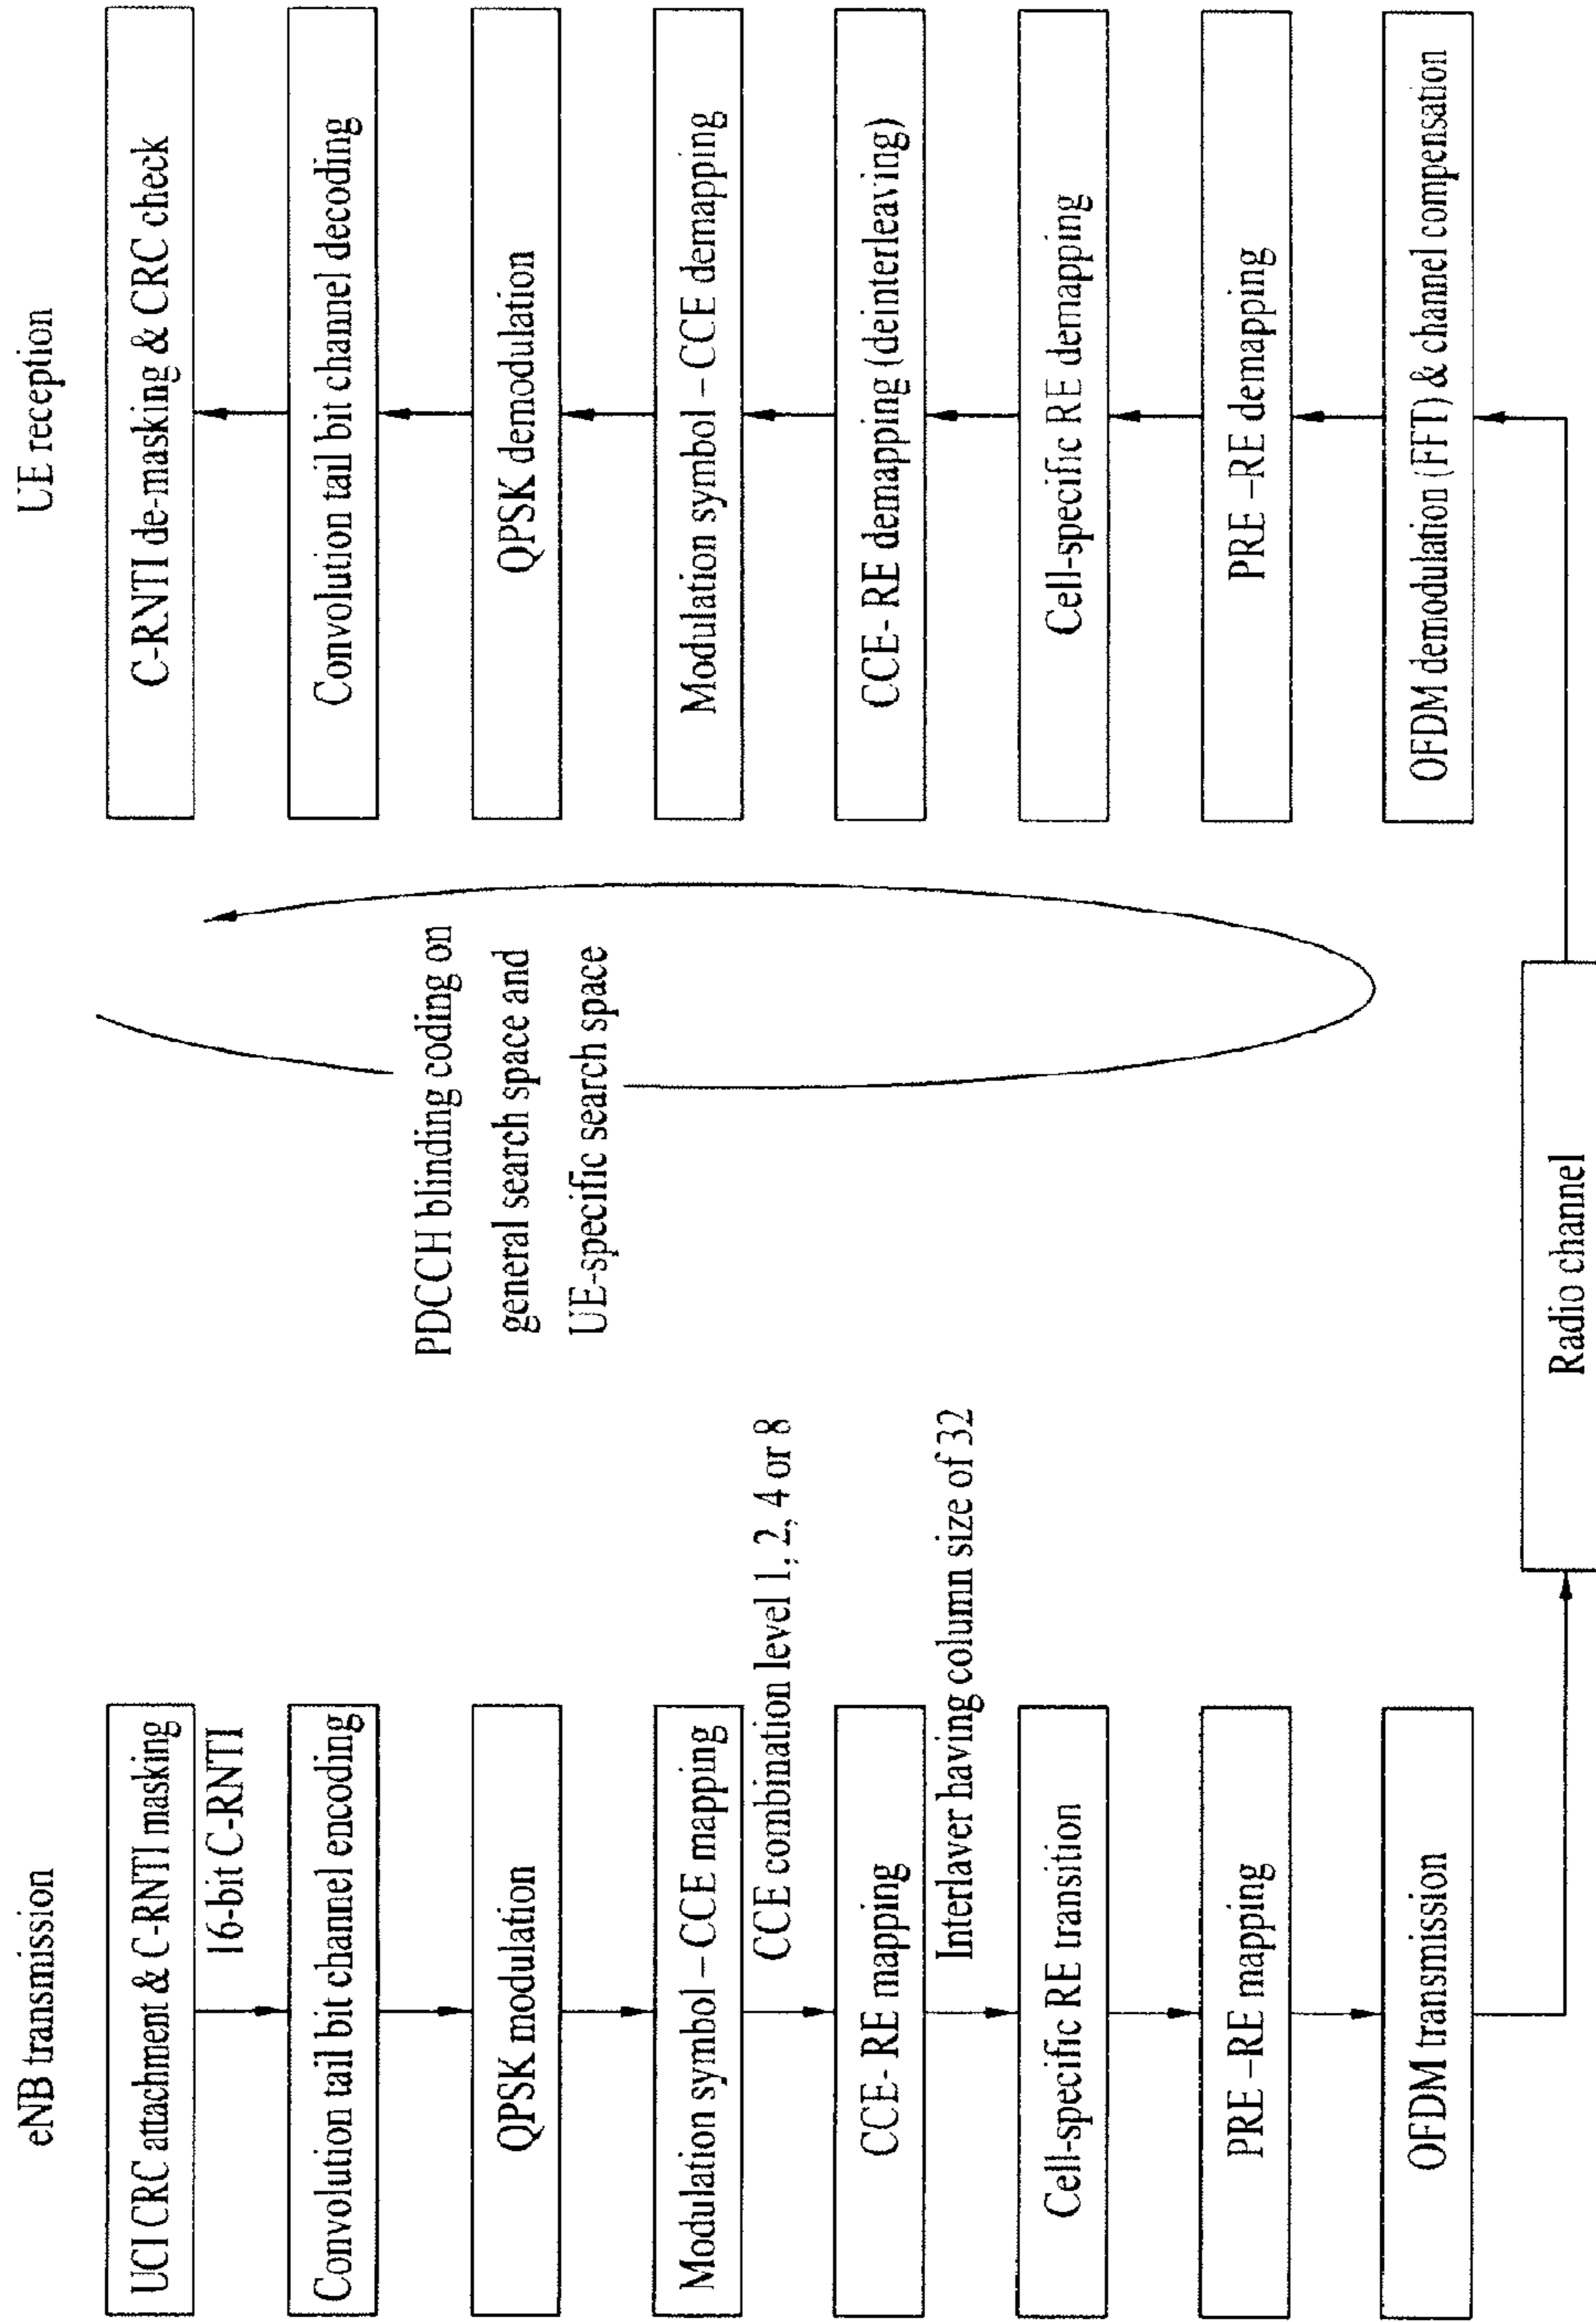 eNB transmission
UCI CRC attachment & C-RNTI masking
16-bit C-RNTI
Convolution tail bit channel encoding
QPSK modulation
Modulation symbol – CCE mapping
CCE combination level 1, 2, 4 or 8
CCE- RE mapping
Interlaver having column size of 32
Cell-specific RE transition
PRE –RE mapping
OFDM transmission
Radio channel
PDCCH blinding coding on
general search space and
UE-specific search space
UE reception
C-RNTI de-masking & CRC check
Convolution tail bit channel decoding
QPSK demodulation
Modulation symbol – CCE demapping
CCE- RE demapping (deinterleaving)
Cell-specific RE demapping
PRE –RE demapping
OFDM demodulation (FFT) & channel compensation